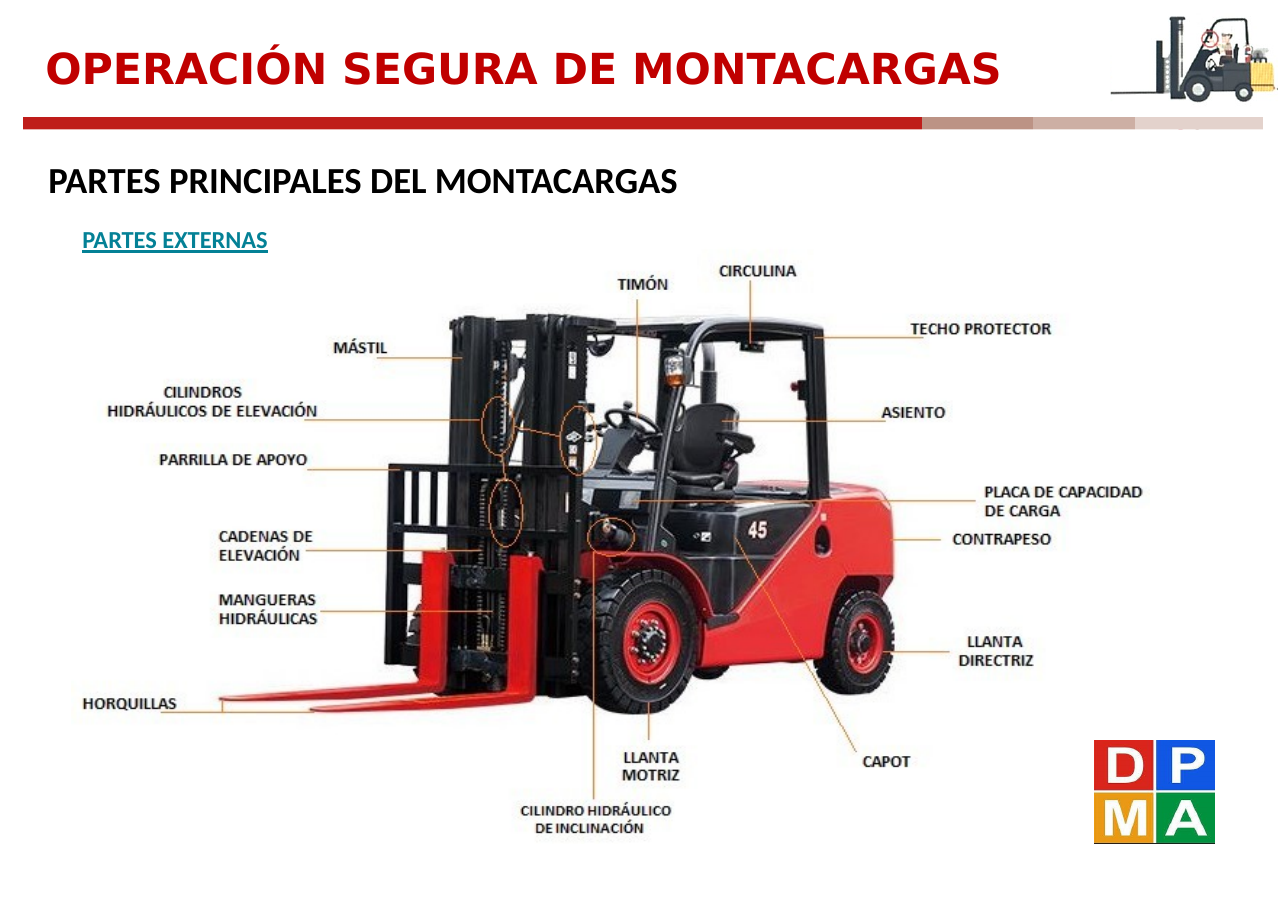 OPERACIÓN SEGURA DE MONTACARGAS
PARTES PRINCIPALES DEL MONTACARGAS
PARTES EXTERNAS
CIRCULINA
TIMÓN
TECHO PROTECTOR
MÁSTIL
CILINDROS
HIDRÁULICOS DE ELEVACIÓN
ASIENTO
PARRILLA DE APOYO
PLACA DE CAPACIDAD
DE CARGA
45
CADENAS DE
ELEVACIÓN
CONTRAPESO
MANGUERAS
HIDRÁULICAS
LLANTA
DIRECTRIZ
HORQUILLAS
LLANTA
MOTRIZ
CAPOT
CILINDRO HIDRÁULICO
DE INCLINACIÓN
D P
M A